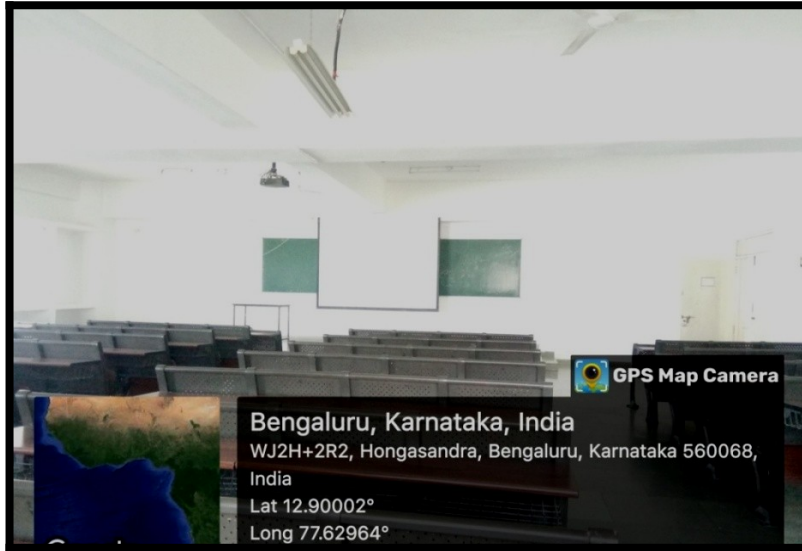 GPS Map Camera
Bengaluru, Karnataka, India
WJ2H+2R2, Hongasandra, Bengaluru, Karnataka 560068,
India
Lat 12.90002°
Long 77.62964°